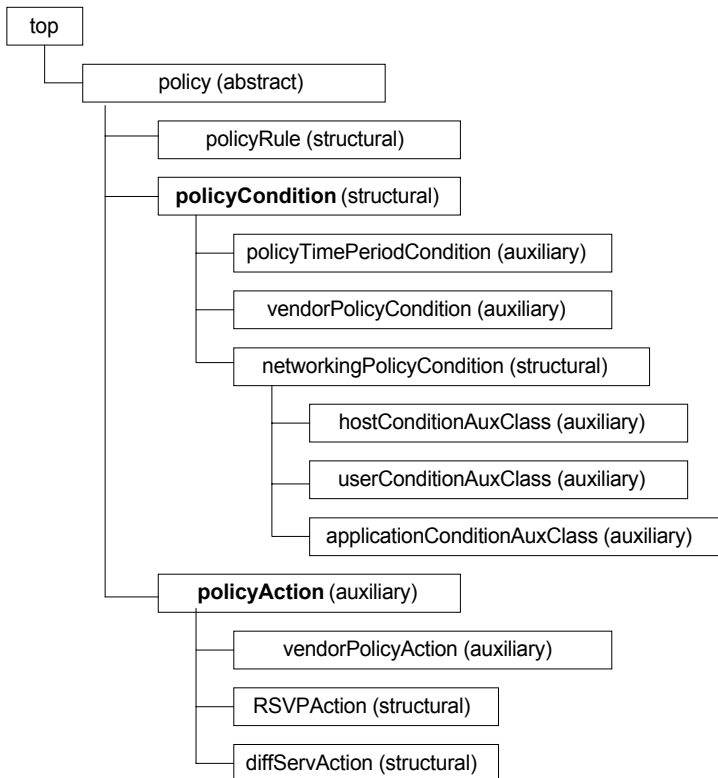 top
policy (abstract)
policyRule (structural)
policyCondition (structural)
policyTimePeriodCondition (auxiliary)
vendorPolicyCondition (auxiliary)
networkingPolicyCondition (structural)
hostConditionAuxClass (auxiliary)
userConditionAuxClass (auxiliary)
applicationConditionAuxClass (auxiliary)
policyAction (auxiliary)
vendorPolicyAction (auxiliary)
RSVPAction (structural)
diffServAction (structural)